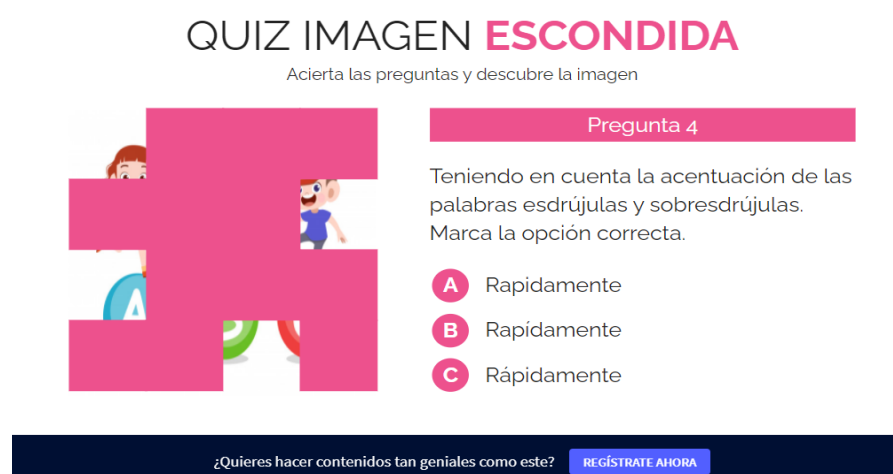 QUIZ IMAGEN ESCONDIDA
Acierta las preguntas y descubre la imagen
Pregunta 4
Teniendo en cuenta la acentuación de las
palabras esdrújulas y sobresdrújulas.
Marca la opción correcta.
A Rapidamente
B Rapídamente
C Rápidamente
A
¿Quieres hacer contenidos tan geniales como este? REGÍSTRATE AHORA